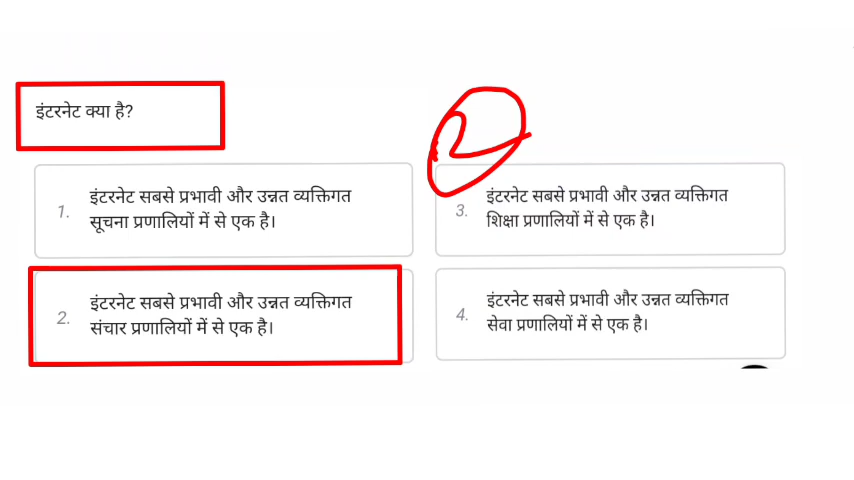 इंटरनेट क्या है?
2
1. इंटरनेट सबसे प्रभावी और उन्नत व्यक्तिगत
सूचना प्रणालियों में से एक है।
2. इंटरनेट सबसे प्रभावी और उन्नत व्यक्तिगत
संचार प्रणालियों में से एक है।
3. इंटरनेट सबसे प्रभावी और उन्नत व्यक्तिगत
शिक्षा प्रणालियों में से एक है।
4. इंटरनेट सबसे प्रभावी और उन्नत व्यक्तिगत
सेवा प्रणालियों में से एक है।